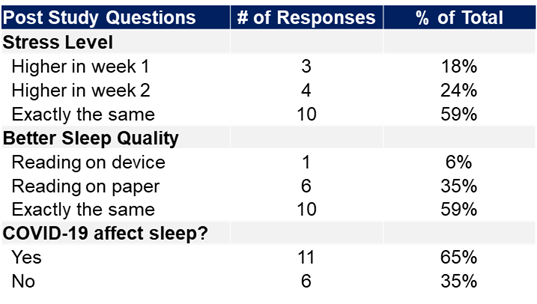 Post Study Questions # of Responses % of Total
Stress Level
Higher in week 1 3 18%
Higher in week 2 4 24%
Exactly the same 10 59%
Better Sleep Quality
Reading on device 1 6%
Reading on paper 6 35%
Exactly the same 10 59%
COVID-19 affect sleep?
Yes 11 65%
No 6 35%